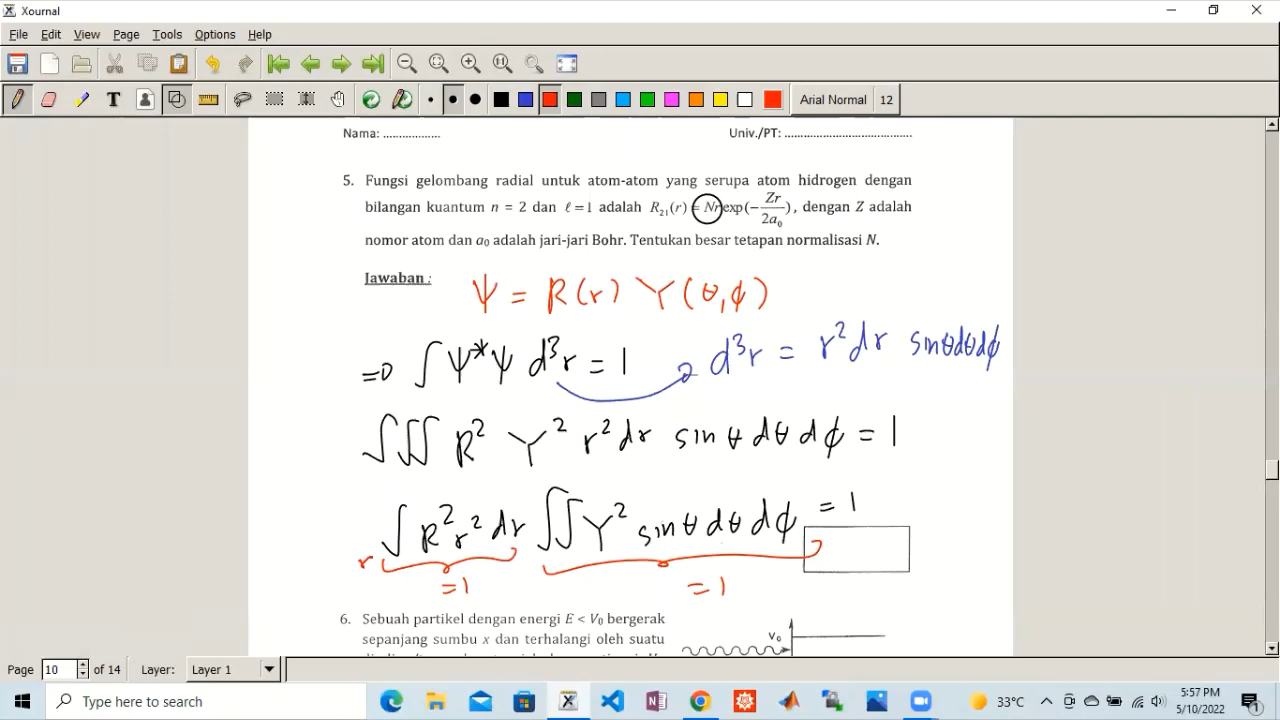 Xournal
File Edit View Page Tools Options Help
T Arial Normal 12
Nama: ................. Univ./PT: ........................................
5. Fungsi gelombang radial untuk atom-atom yang serupa atom hidrogen dengan
bilangan kuantum n = 2 dan ℓ = 1 adalah R₂₁(r) = Nr exp(−Zr/2a₀), dengan Z adalah
nomor atom dan a₀ adalah jari-jari Bohr. Tentukan besar tetapan normalisasi N.
Jawaban :
Ψ = R(r) Y(θ,ϕ)
⇒ ∫ Ψ*Ψ d³r = 1 d³r = r²dr sinθdθdϕ
∫∫∫ R² Y² r²dr sin θ dθ dϕ = 1
∫ R² r² dr ∫∫ Y² sin θ dθ dϕ = 1
r =1 =1
6. Sebuah partikel dengan energi E < V₀ bergerak
sepanjang sumbu x dan terhalangi oleh suatu V₀
Page 10 of 14 Layer: Layer 1
Type here to search 33°C 5:57 PM
5/10/2022